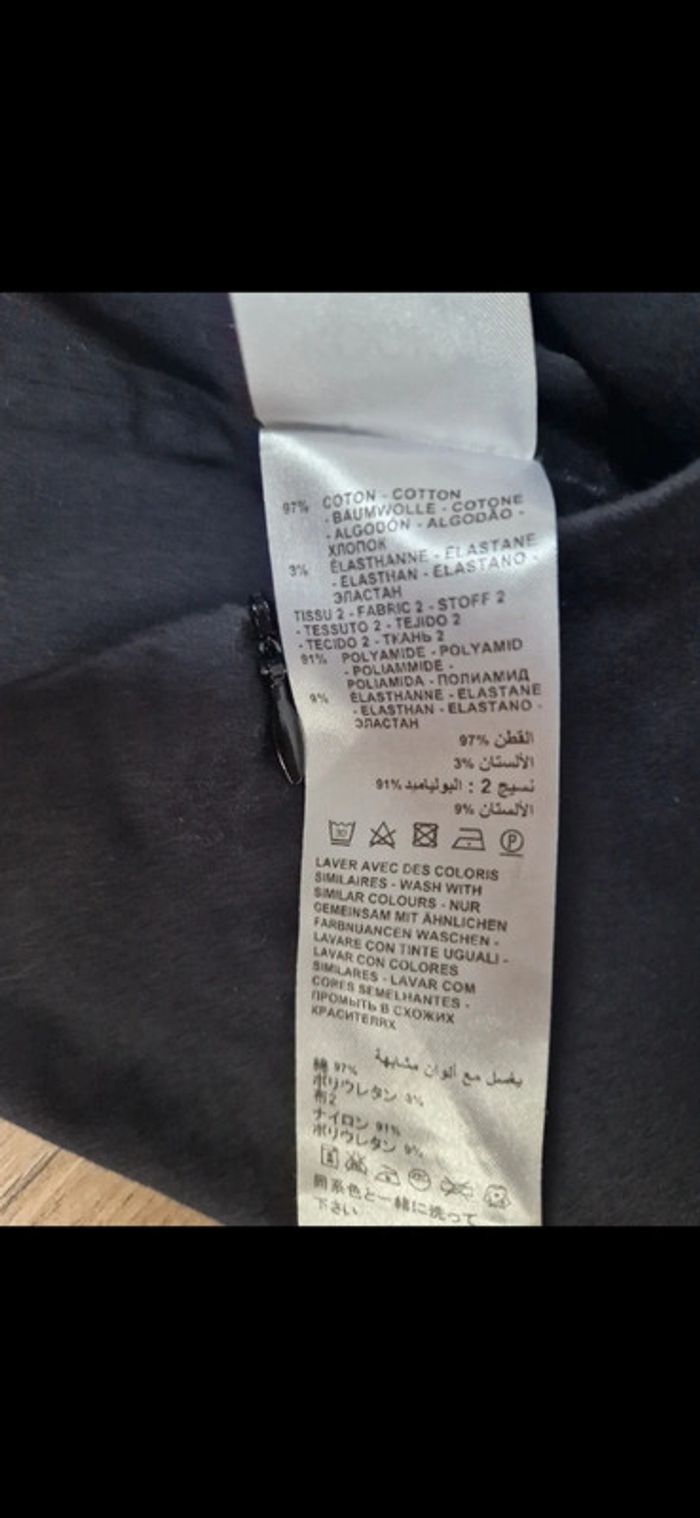 97% COTON - COTTON
- BAUMWOLLE - COTONE
- ALGODÓN - ALGODÃO -
ХЛОПОК
3% ÉLASTHANNE - ELASTANE
- ELASTHAN - ELASTANO -
ЭЛАСТАН
TISSU 2 - FABRIC 2 - STOFF 2
- TESSUTO 2 - TEJIDO 2
- TECIDO 2 - ТКАНЬ 2
91% POLYAMIDE - POLYAMID
- POLIAMMIDE -
POLIAMIDA - ПОЛИАМИД
9% ÉLASTHANNE - ELASTANE
- ELASTHAN - ELASTANO -
ЭЛАСТАН
القطن 97%
الألستان 3%
نسيج 2 : البوليامبد 91%
الألستان 9%
30 P
LAVER AVEC DES COLORIS
SIMILAIRES - WASH WITH
SIMILAR COLOURS - NUR
GEMEINSAM MIT ÄHNLICHEN
FARBNUANCEN WASCHEN -
LAVARE CON TINTE UGUALI -
LAVAR CON COLORES
SIMILARES - LAVAR COM
CORES SEMELHANTES -
ПРОМЫТЬ В СХОЖИХ
КРАСИТЕЛЯХ
يغسل مع ألوان مشابهة
綿 97%
ポリウレタン 3%
布2
ナイロン 91%
ポリウレタン 9%
同系色と一緒に洗って
下さい